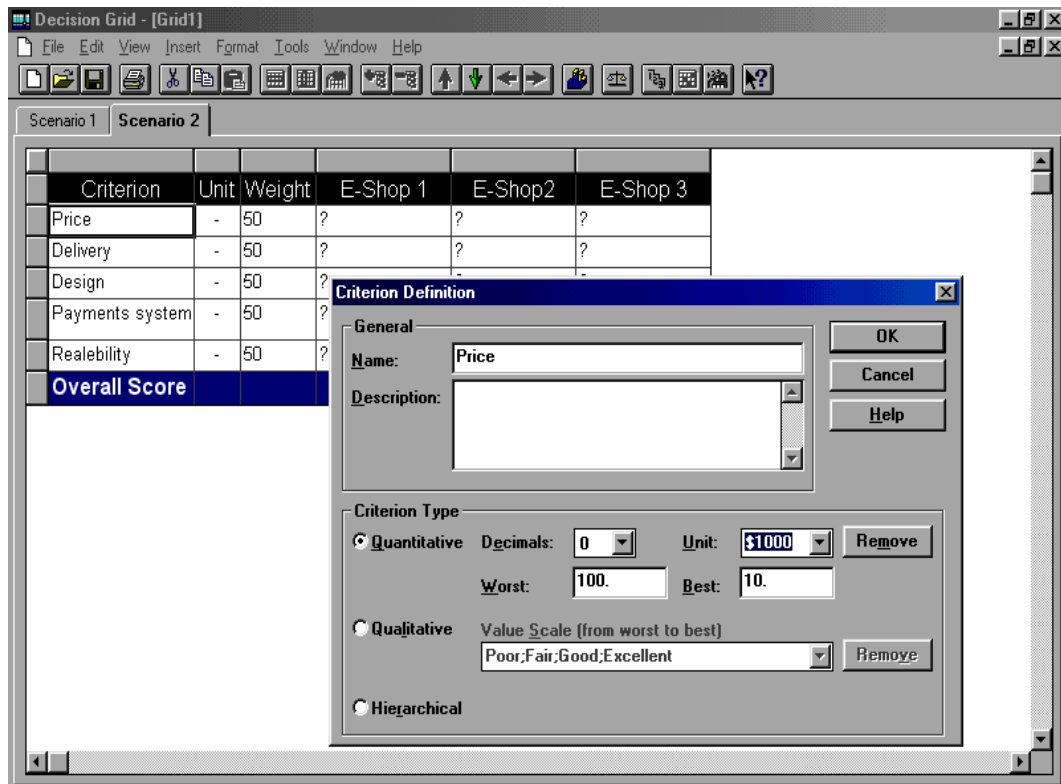 Decision Grid - [Grid1]
File Edit View Insert Format Tools Window Help
Scenario 1 Scenario 2
Criterion Unit Weight E-Shop 1 E-Shop2 E-Shop 3
Price - 50 ? ? ?
Delivery - 50 ? ? ?
Design - 50 ?
Payments system - 50 ?
Realebility - 50 ?
Overall Score
Criterion Definition
General
Name: Price
Description:
OK
Cancel
Help
Criterion Type
Quantitative Decimals: 0 Unit: $1000 Remove
Worst: 100. Best: 10.
Qualitative Value Scale (from worst to best)
Poor;Fair;Good;Excellent Remove
Hierarchical